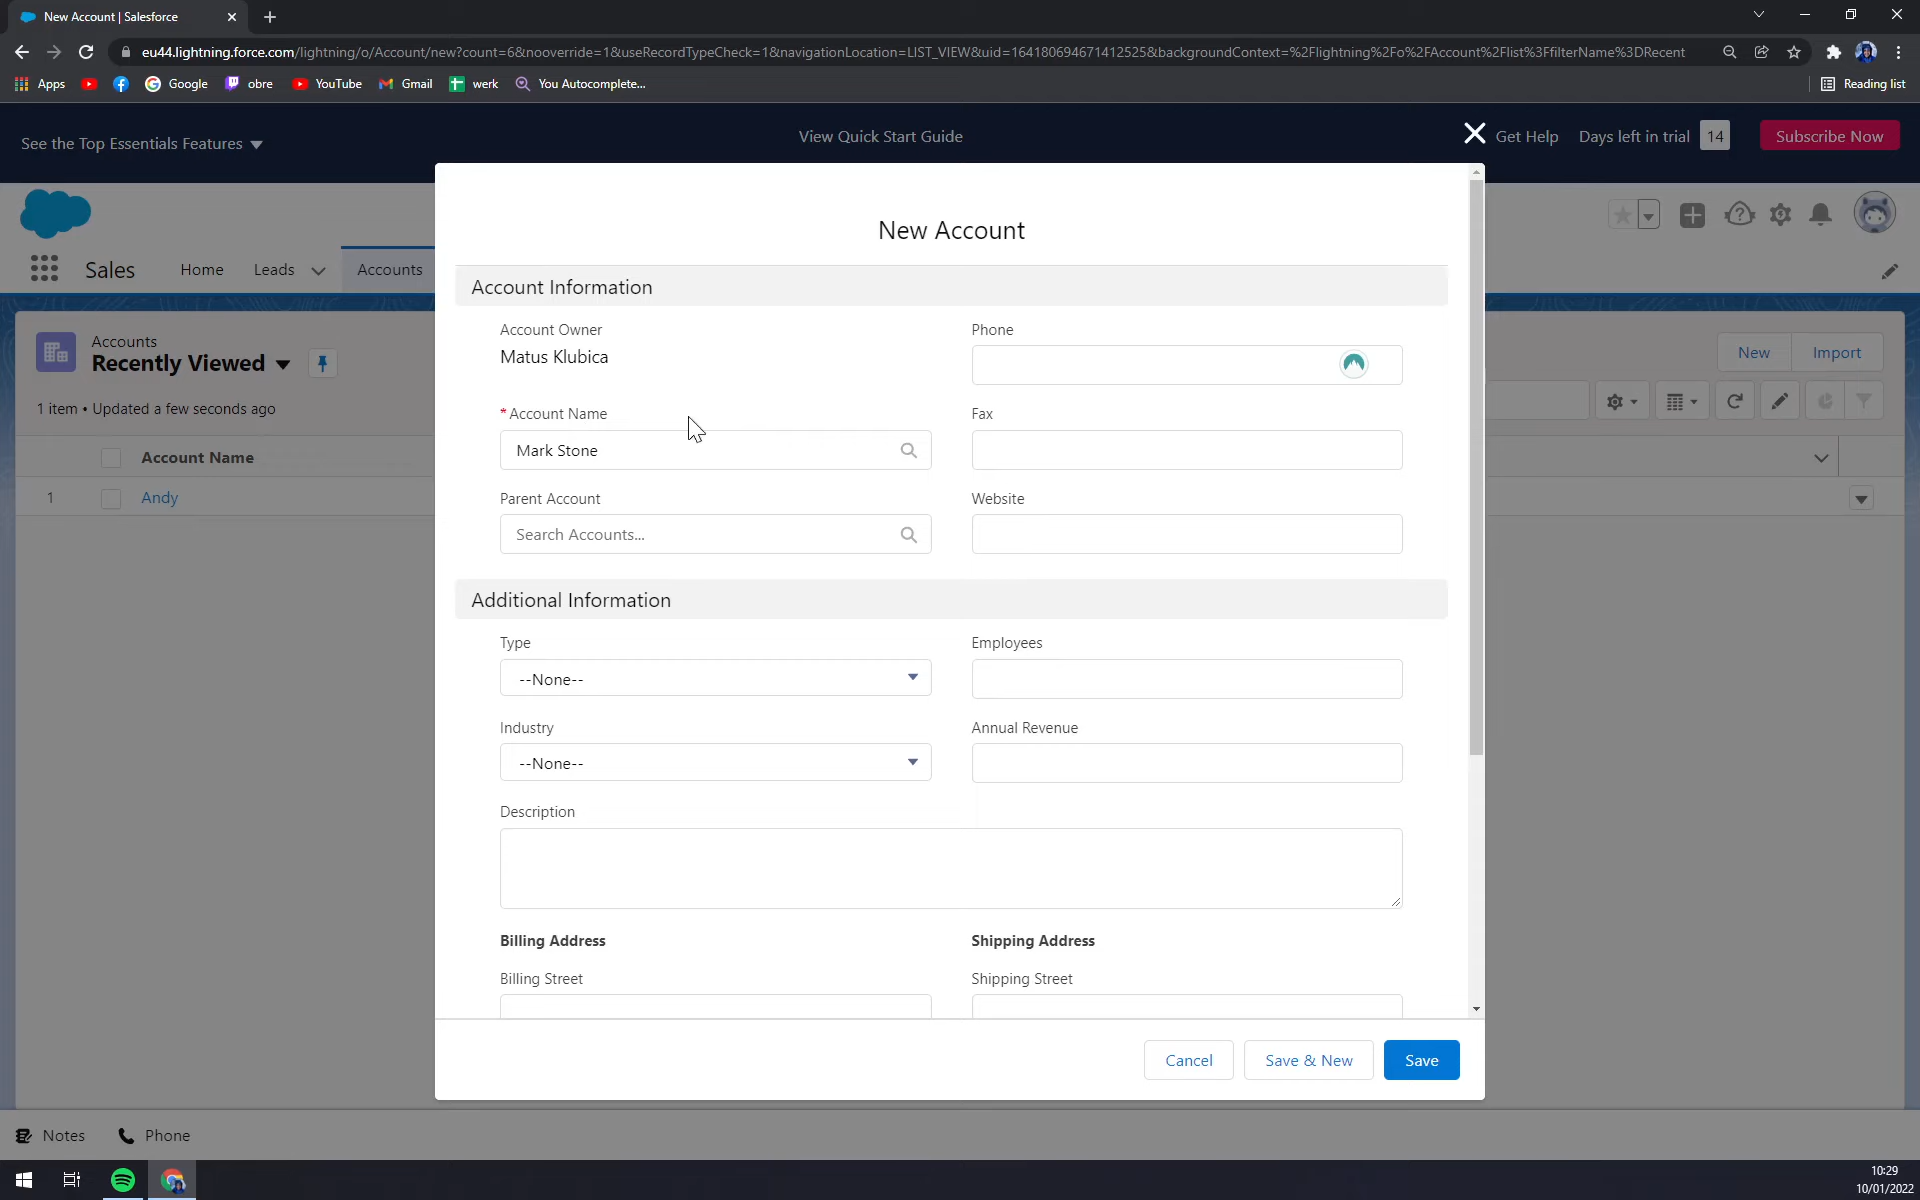 New Account | Salesforce
eu44.lightning.force.com/lightning/o/Account/new?count=6&nooverride=1&useRecordTypeCheck=1&navigationLocation=LIST_VIEW&uid=164180694671412525&backgroundContext=%2Flightning%2Fo%2FAccount%2Flist%3FfilterName%3DRecent
Apps
Google
obre
YouTube
Gmail
werk
You Autocomplete...
Reading list
See the Top Essentials Features
View Quick Start Guide
Get Help
Days left in trial
14
Subscribe Now
Sales
Home
Leads
Accounts
Accounts
Recently Viewed
1 item • Updated a few seconds ago
New
Import
Account Name
1
Andy
New Account
Account Information
Account Owner
Matus Klubica
Phone
* Account Name
Mark Stone
Fax
Parent Account
Search Accounts...
Website
Additional Information
Type
--None--
Employees
Industry
--None--
Annual Revenue
Description
Billing Address
Shipping Address
Billing Street
Shipping Street
Cancel
Save & New
Save
Notes
Phone
10:29
10/01/2022